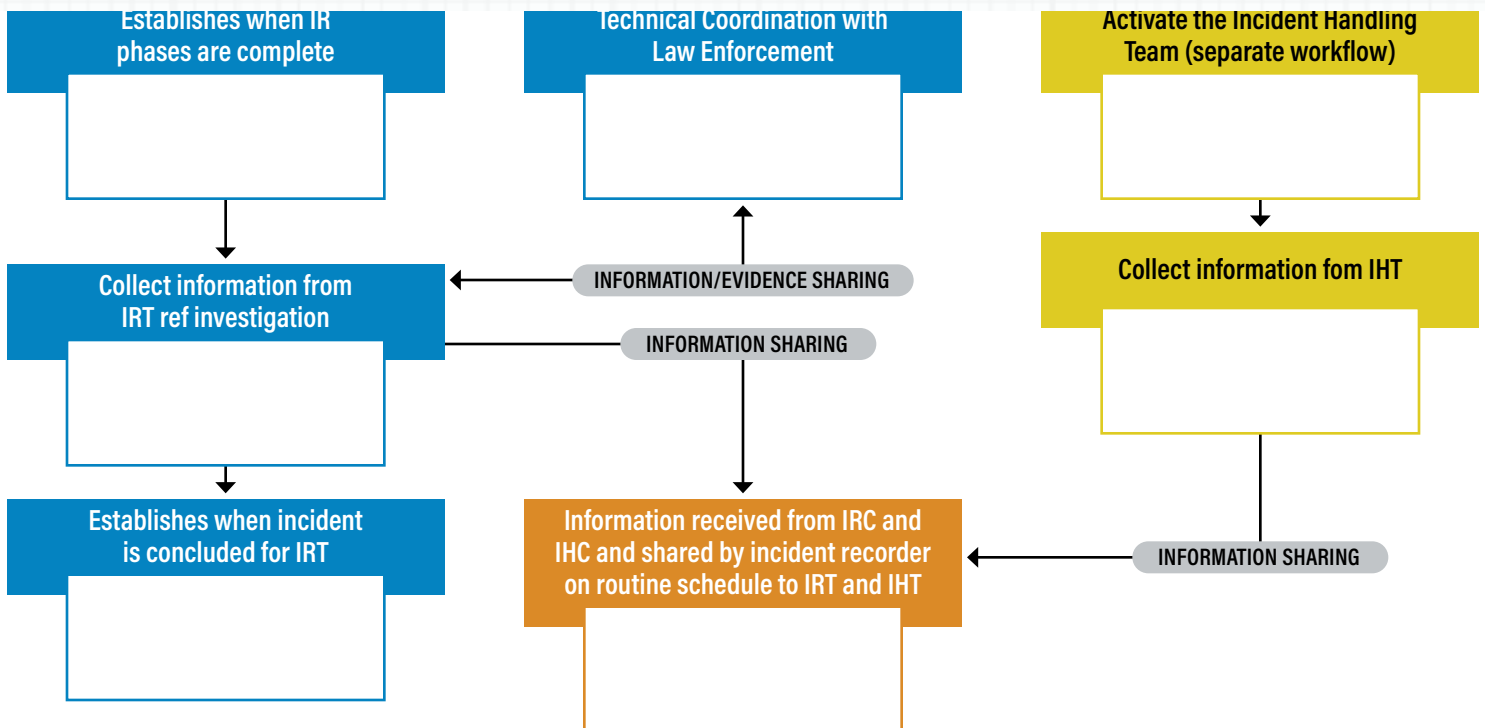 Establishes when IR
phases are complete
Technical Coordination with
Law Enforcement
Activate the Incident Handling
Team (separate workflow)
Collect information from
IRT ref investigation
INFORMATION/EVIDENCE SHARING
INFORMATION SHARING
Collect information fom IHT
Establishes when incident
is concluded for IRT
Information received from IRC and
IHC and shared by incident recorder
on routine schedule to IRT and IHT
INFORMATION SHARING